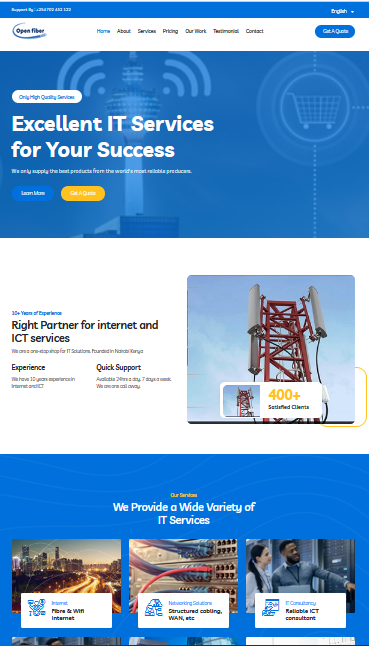 Support By : +254 702 453 123
English
Open Fiber
Home About Services Pricing Our Work Testimonial Contact
Get A Quote
Only High Quality Services
Excellent IT Services
for Your Success
We only supply the best products from the world's most reliable producers.
Learn More
Get A Quote
10+ Years of Experience
Right Partner for internet and
ICT services
We are a one-stop shop for IT Solutions. Founded in Nairobi Kenya
Experience
Quick Support
We have 10 years experience in
Internet and ICT
Available 24hrs a day, 7 days a week.
We are one call away.
400+
Satisfied Clients
Our Services
We Provide a Wide Variety of
IT Services
Internet
Fibre & Wifi
Internet
Networking Solutions
Structured cabling,
WAN, etc
IT Consultancy
Reliable ICT
consultant